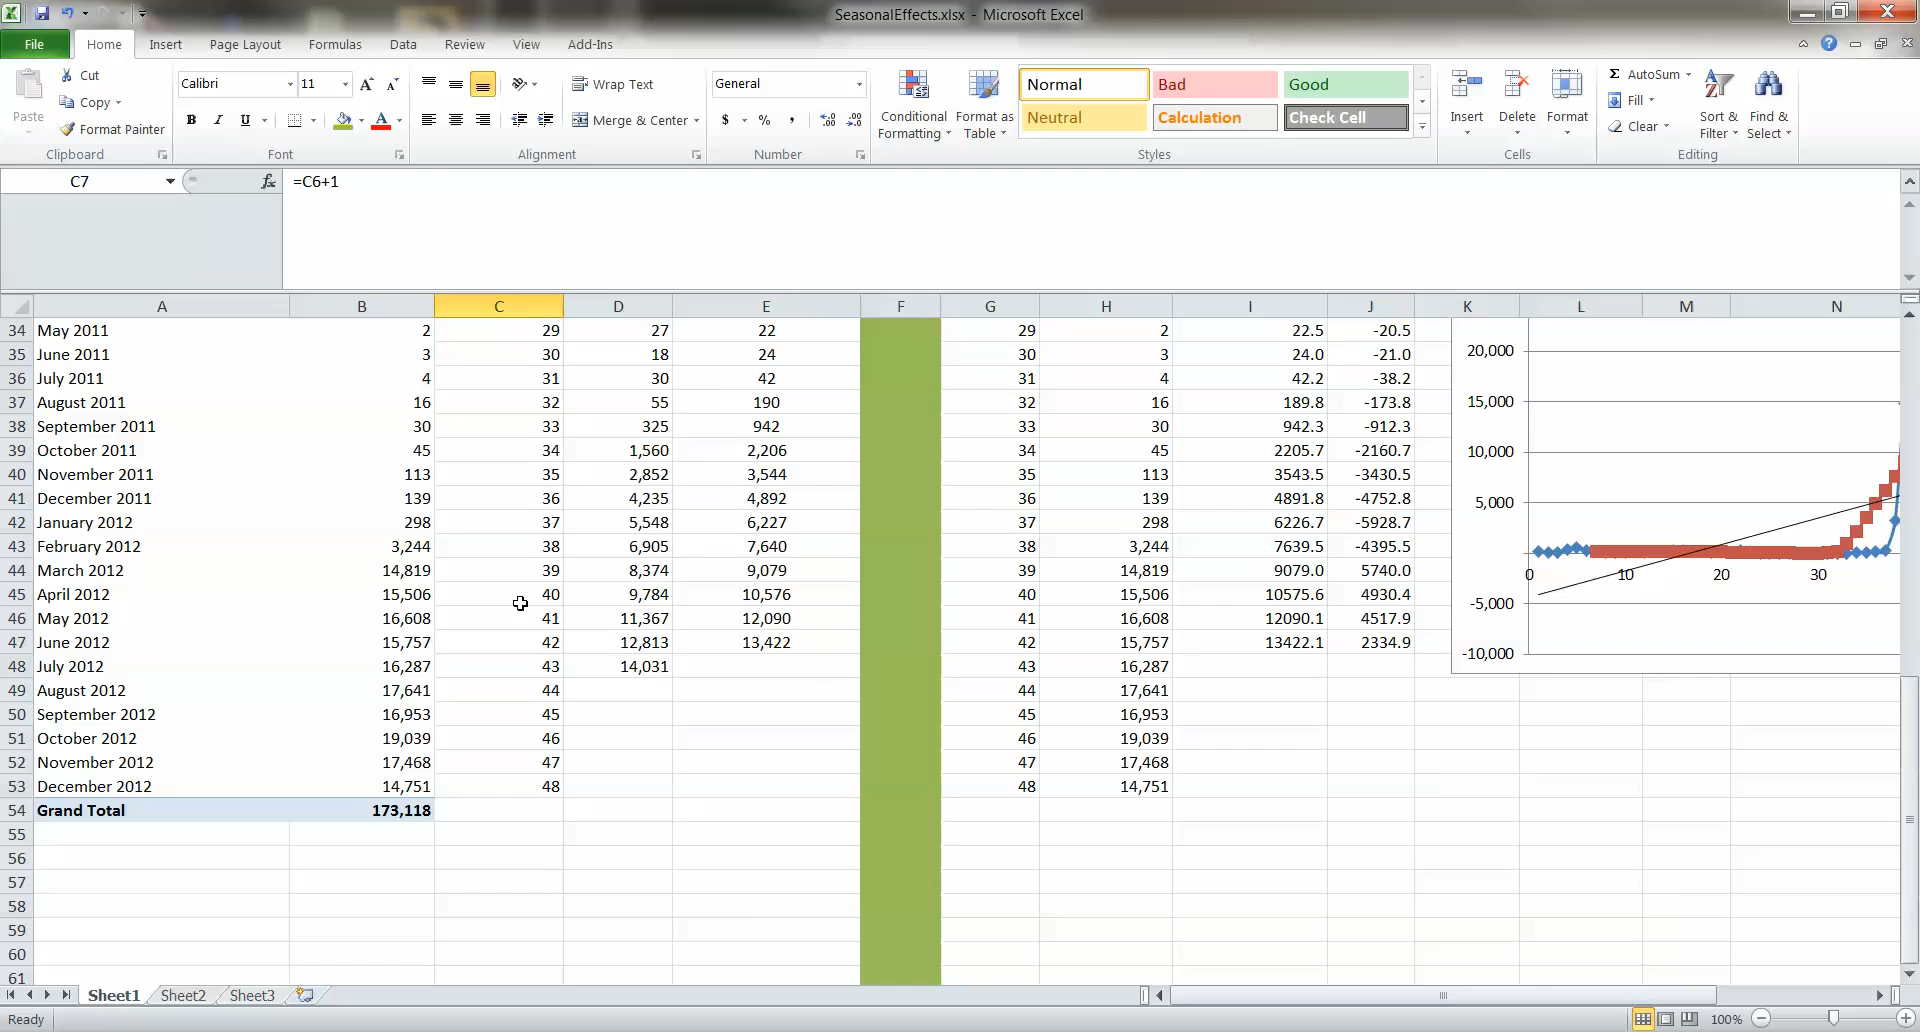 SeasonalEffects.xlsx - Microsoft Excel
File Home Insert Page Layout Formulas Data Review View Add-Ins
Paste Cut Copy Format Painter Clipboard
Calibri 11 B I U Font
Wrap Text Merge & Center Alignment
General $ % , Number
Conditional Formatting Format as Table
Normal Bad Good
Neutral Calculation Check Cell
Styles
Insert Delete Format Cells
Σ AutoSum Fill Clear Sort & Filter Find & Select Editing
C7 fx =C6+1
A B C D E F G H I J K L M N
34 May 2011 2 29 27 22 29 2 22.5 -20.5
35 June 2011 3 30 18 24 30 3 24.0 -21.0
36 July 2011 4 31 30 42 31 4 42.2 -38.2
37 August 2011 16 32 55 190 32 16 189.8 -173.8
38 September 2011 30 33 325 942 33 30 942.3 -912.3
39 October 2011 45 34 1,560 2,206 34 45 2205.7 -2160.7
40 November 2011 113 35 2,852 3,544 35 113 3543.5 -3430.5
41 December 2011 139 36 4,235 4,892 36 139 4891.8 -4752.8
42 January 2012 298 37 5,548 6,227 37 298 6226.7 -5928.7
43 February 2012 3,244 38 6,905 7,640 38 3,244 7639.5 -4395.5
44 March 2012 14,819 39 8,374 9,079 39 14,819 9079.0 5740.0
45 April 2012 15,506 40 9,784 10,576 40 15,506 10575.6 4930.4
46 May 2012 16,608 41 11,367 12,090 41 16,608 12090.1 4517.9
47 June 2012 15,757 42 12,813 13,422 42 15,757 13422.1 2334.9
48 July 2012 16,287 43 14,031 43 16,287
49 August 2012 17,641 44 44 17,641
50 September 2012 16,953 45 45 16,953
51 October 2012 19,039 46 46 19,039
52 November 2012 17,468 47 47 17,468
53 December 2012 14,751 48 48 14,751
54 Grand Total 173,118
55
56
57
58
59
60
61
20,000
15,000
10,000
5,000
0 10 20 30
-5,000
-10,000
Sheet1 Sheet2 Sheet3
Ready 100%